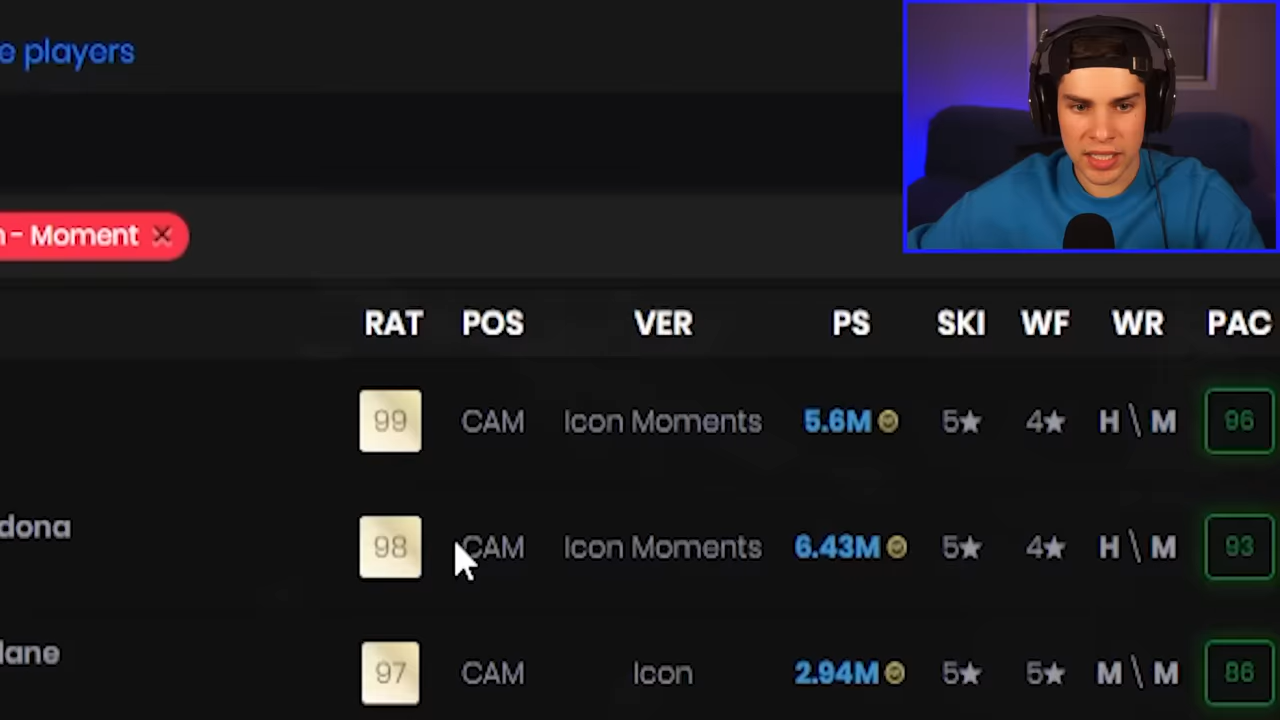 e players
- Moment ×
RAT POS VER PS SKI WF WR PAC
99 CAM Icon Moments 5.6M 5★ 4★ H \ M 96
dona 98 CAM Icon Moments 6.43M 5★ 4★ H \ M 93
lane 97 CAM Icon 2.94M 5★ 5★ M \ M 86